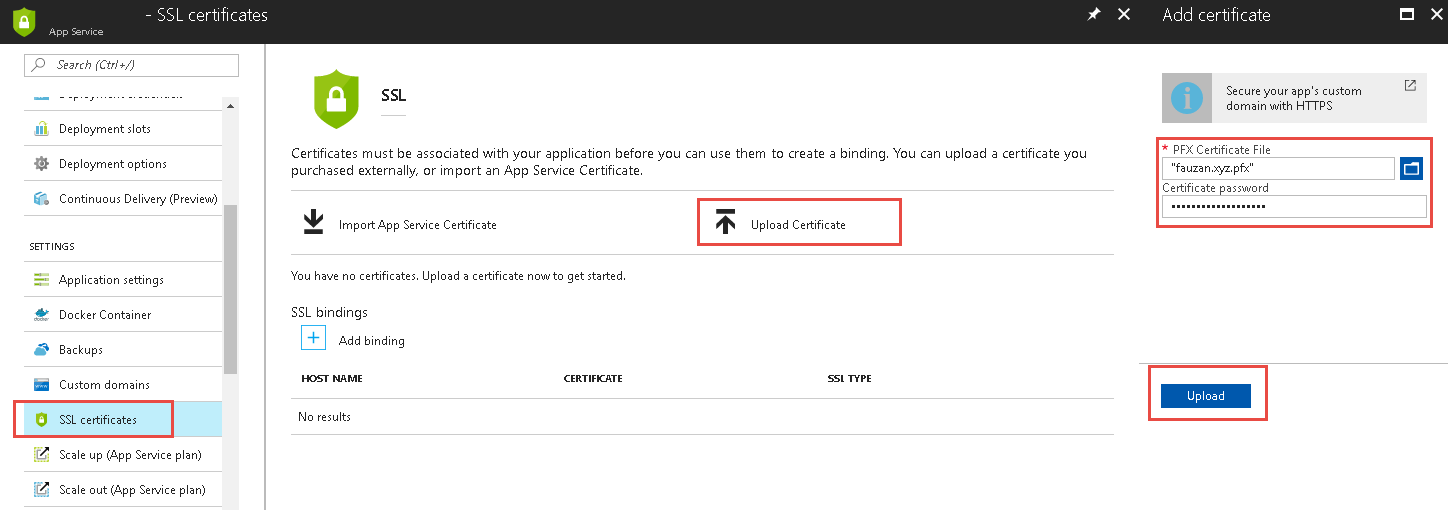 - SSL certificates
App Service
Search (Ctrl+/)
Deployment credentials
Deployment slots
Deployment options
Continuous Delivery (Preview)
SETTINGS
Application settings
Docker Container
Backups
Custom domains
SSL certificates
Scale up (App Service plan)
Scale out (App Service plan)
SSL
Certificates must be associated with your application before you can use them to create a binding. You can upload a certificate you
purchased externally, or import an App Service Certificate.
Import App Service Certificate
Upload Certificate
You have no certificates. Upload a certificate now to get started.
SSL bindings
Add binding
HOST NAME CERTIFICATE SSL TYPE
No results
Add certificate
Secure your app's custom
domain with HTTPS
* PFX Certificate File
"fauzan.xyz.pfx"
Certificate password
•••••••••••••••••••
Upload